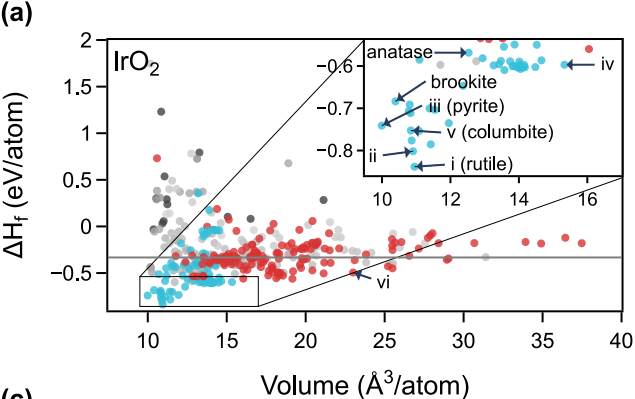 (a)
IrO2
ΔHf (eV/atom)
2
1.5
1
0.5
0
−0.5
10
15
20
25
30
35
40
Volume (Å3/atom)
−0.6
−0.7
−0.8
10
12
14
16
anatase
iv
brookite
iii (pyrite)
v (columbite)
ii
i (rutile)
vi